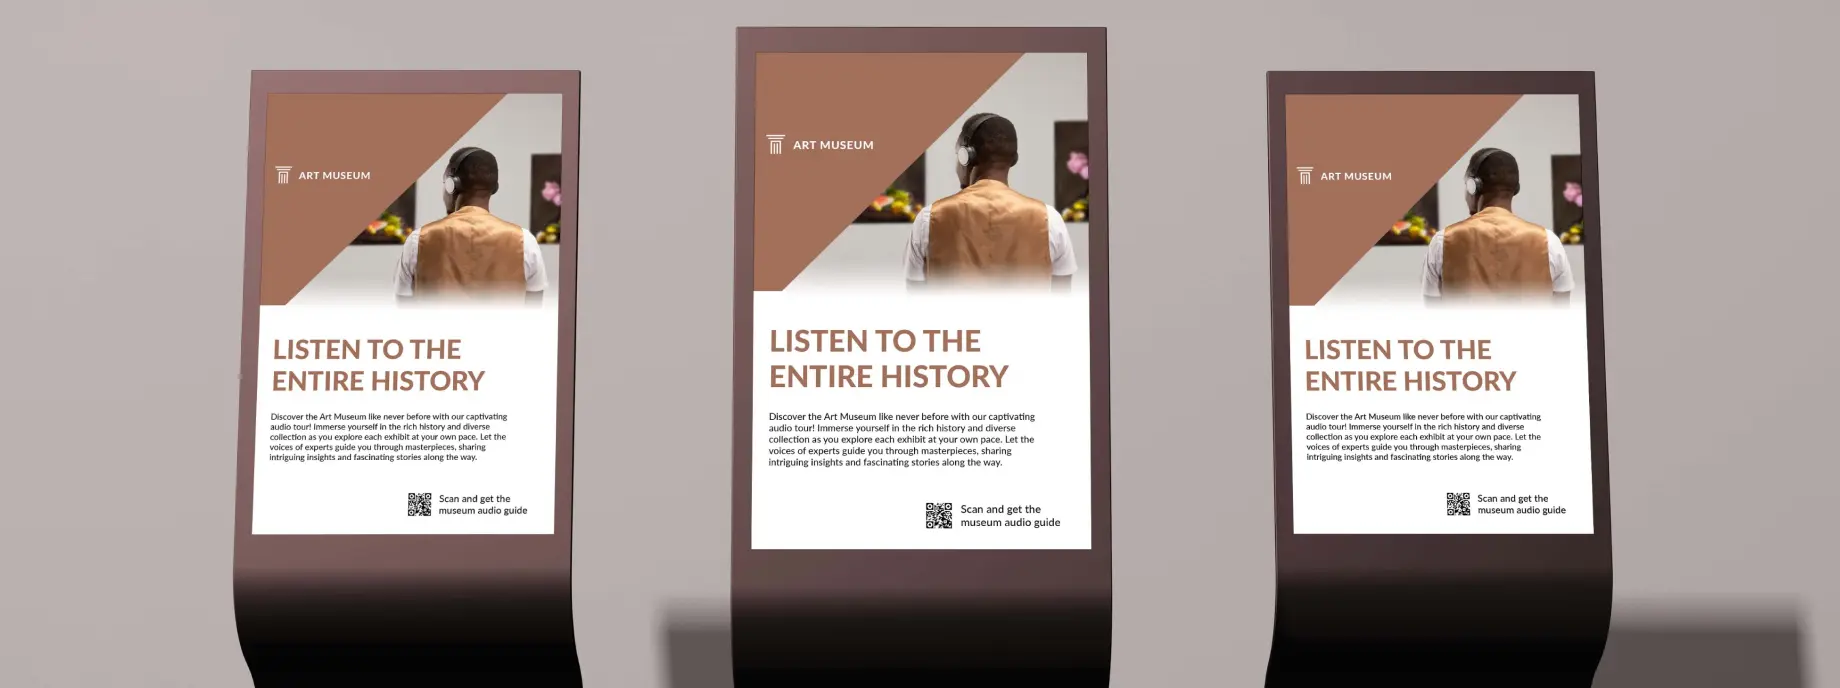 ART MUSEUM
LISTEN TO THE
ENTIRE HISTORY
Discover the Art Museum like never before with our captivating
audio tour! Immerse yourself in the rich history and diverse
collection as you explore each exhibit at your own pace. Let the
voices of experts guide you through masterpieces, sharing
intriguing insights and fascinating stories along the way.
Scan and get the
museum audio guide
ART MUSEUM
LISTEN TO THE
ENTIRE HISTORY
Discover the Art Museum like never before with our captivating
audio tour! Immerse yourself in the rich history and diverse
collection as you explore each exhibit at your own pace. Let the
voices of experts guide you through masterpieces, sharing
intriguing insights and fascinating stories along the way.
Scan and get the
museum audio guide
ART MUSEUM
LISTEN TO THE
ENTIRE HISTORY
Discover the Art Museum like never before with our captivating
audio tour! Immerse yourself in the rich history and diverse
collection as you explore each exhibit at your own pace. Let the
voices of experts guide you through masterpieces, sharing
intriguing insights and fascinating stories along the way.
Scan and get the
museum audio guide